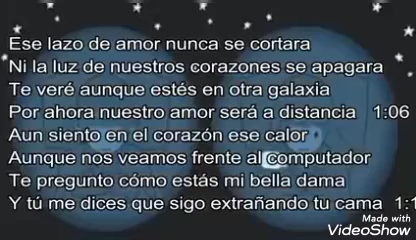 Ese lazo de amor nunca se cortara
Ni la luz de nuestros corazones se apagara
Te veré aunque estés en otra galaxia
Por ahora nuestro amor será a distancia 1:06
Aun siento en el corazón ese calor
Aunque nos veamos frente al computador
Te pregunto cómo estás mi bella dama
Y tú me dices que sigo extrañando tu cama
Made with
VideoShow